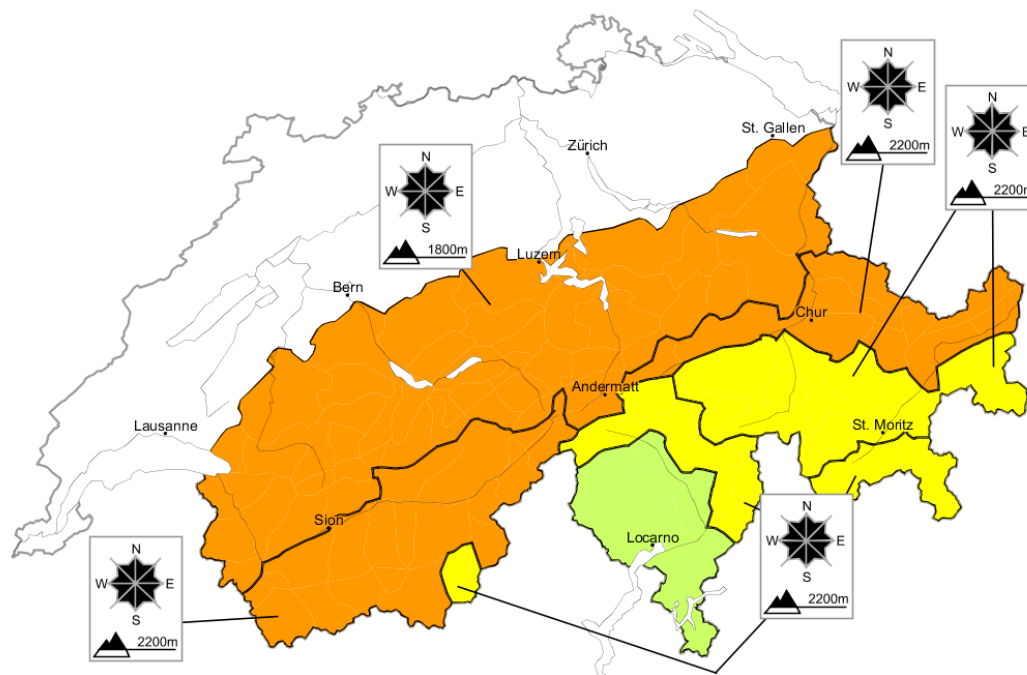 N
W E
S
2200m
N
W E
S
2200m
St. Gallen
Zürich
N
W E
S
1800m
Luzern
Bern
Chur
Andermatt
Lausanne
St. Moritz
Sion
Locarno
N
W E
S
2200m
N
W E
S
2200m